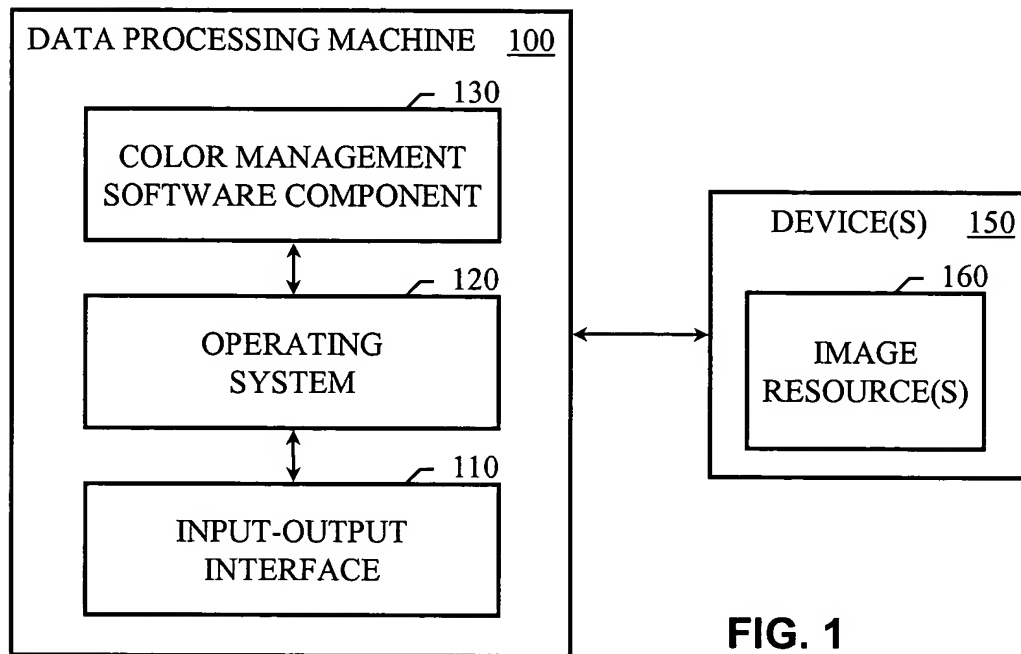 DATA PROCESSING MACHINE 100
130
COLOR MANAGEMENT
SOFTWARE COMPONENT
120
OPERATING
SYSTEM
110
INPUT-OUTPUT
INTERFACE
DEVICE(S) 150
160
IMAGE
RESOURCE(S)
FIG. 1